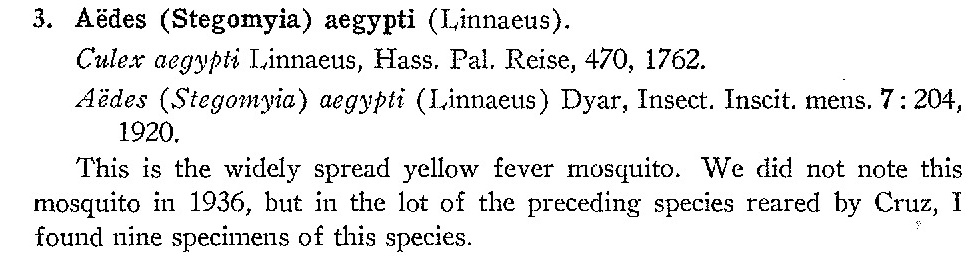 3. Aëdes (Stegomyia) aegypti (Linnaeus).
Culex aegypti Linnaeus, Hass. Pal. Reise, 470, 1762.
Aëdes (Stegomyia) aegypti (Linnaeus) Dyar, Insect. Inscit. mens. 7: 204,
1920.
This is the widely spread yellow fever mosquito. We did not note this
mosquito in 1936, but in the lot of the preceding species reared by Cruz, I
found nine specimens of this species.